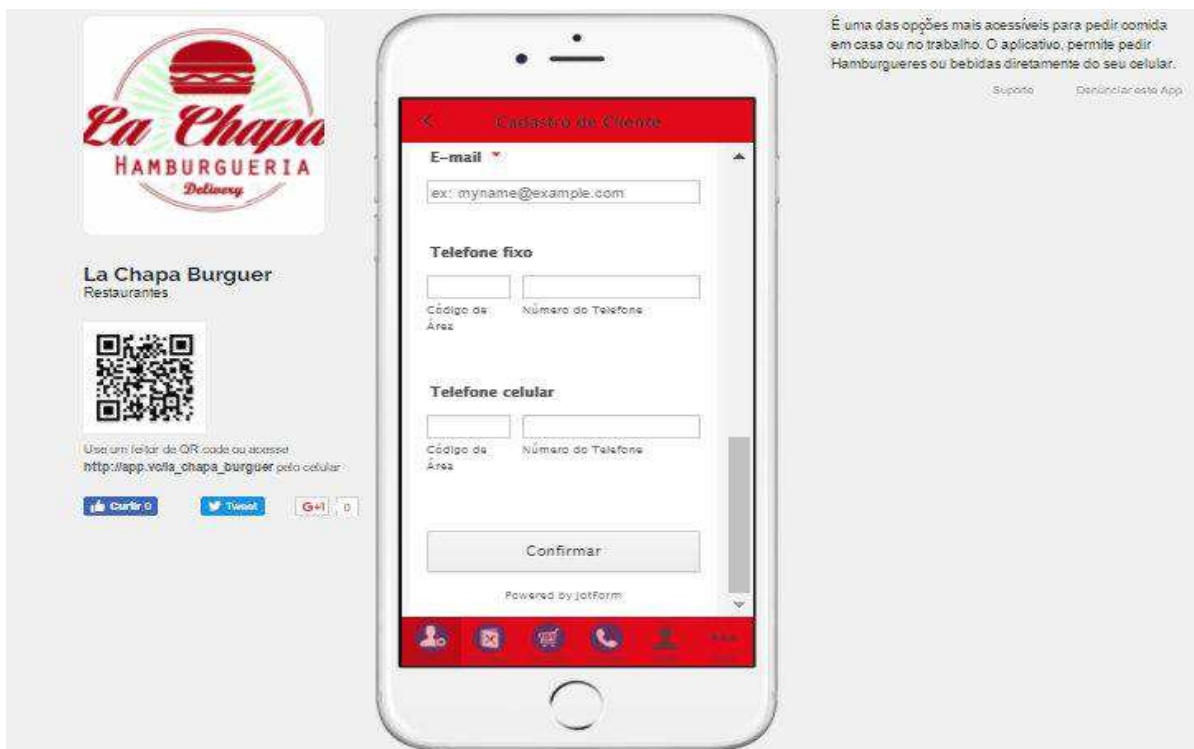 La Chapa
HAMBURGUERIA
Delivery
La Chapa Burguer
Restaurantes
Use um leitor de QR code ou acesse
http://app.vc/la_chapa_burguer pelo celular
Curtir 0
Tweet
G+1
0
Cadastro de Cliente
E-mail *
ex: myname@example.com
Telefone fixo
Código de
Área
Número do Telefone
Telefone celular
Código de
Área
Número do Telefone
Confirmar
Powered by JotForm
É uma das opções mais acessíveis para pedir comida
em casa ou no trabalho. O aplicativo, permite pedir
Hamburgueres ou bebidas diretamente do seu celular.
Suporte
Denunciar este App